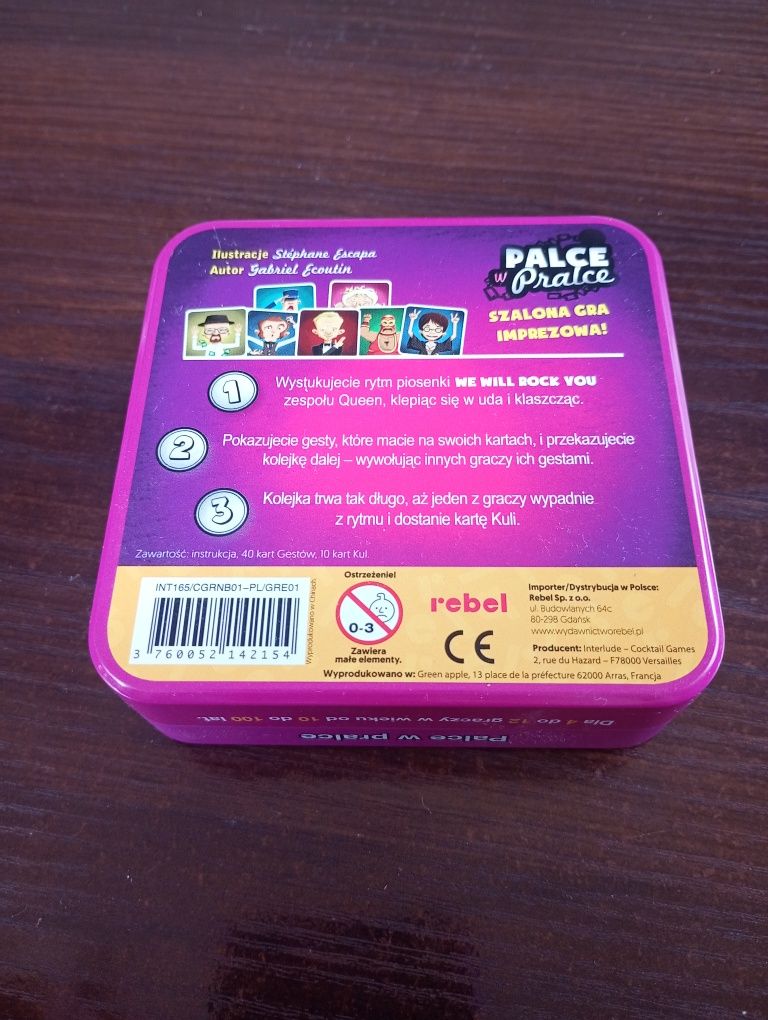 Ilustracje Stéphane Escapa
Autor Gabriel Ecoutin
PALCE
w Pralce
SZALONA GRA
IMPREZOWA!
1
Wystukujecie rytm piosenki WE WILL ROCK YOU
zespołu Queen, klepiąc się w uda i klaszcząc.
2
Pokazujecie gesty, które macie na swoich kartach, i przekazujecie
kolejkę dalej – wywołując innych graczy ich gestami.
3
Kolejka trwa tak długo, aż jeden z graczy wypadnie
z rytmu i dostanie kartę Kuli.
Zawartość: instrukcja, 40 kart Gestów, 10 kart Kul.
INT165/CGRNB01-PL/GRE01
3 760052 142154
Wyprodukowano w Chinach
Ostrzeżenie!
0-3
Zawiera
małe elementy.
rebel
CE
Importer/Dystrybucja w Polsce:
Rebel Sp. z o.o.
ul. Budowlanych 64c
80-298 Gdańsk
www.wydawnictworebel.pl
Producent: Interlude – Cocktail Games
2, rue du Hazard – F78000 Versailles
Wyprodukowano w: Green apple, 13 place de la préfecture 62000 Arras, Francja
Dla 4 do 12 graczy w wieku od 10 do 100 lat.
Palce w pralce